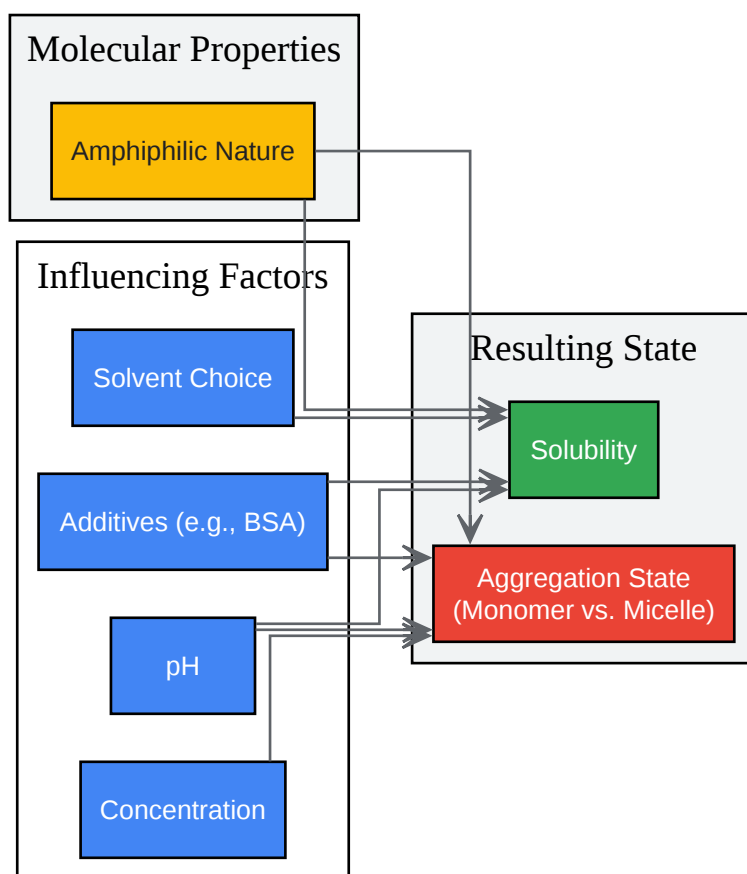 Molecular Properties
Amphiphilic Nature
Influencing Factors
Solvent Choice
Additives (e.g., BSA)
pH
Concentration
Resulting State
Solubility
Aggregation State
(Monomer vs. Micelle)